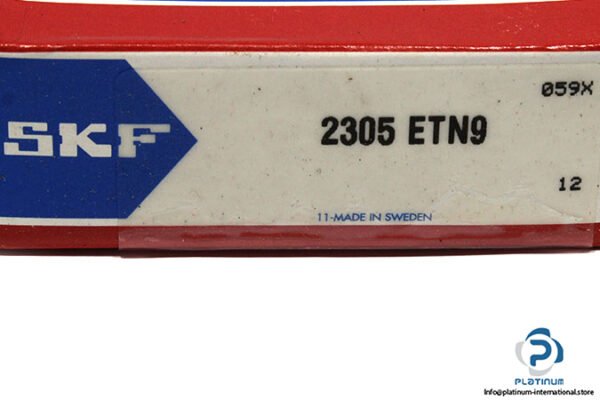 059X
SKF
2305 ETN9
12
11-MADE IN SWEDEN
PLATINUM
Info@platinum-international.store